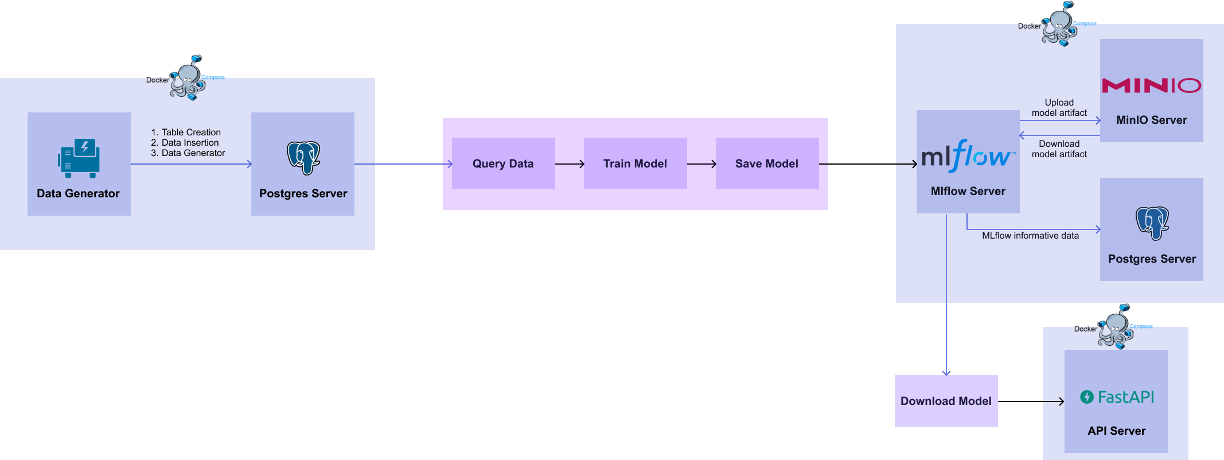 Docker
Compose
1. Table Creation
2. Data Insertion
3. Data Generator
Data Generator
Postgres Server
Query Data
Train Model
Save Model
Docker
Compose
MINIO
MinIO Server
Upload
model artifact
Download
model artifact
mlflow™
Mlflow Server
MLflow informative data
Postgres Server
Docker
Compose
Download Model
FastAPI
API Server